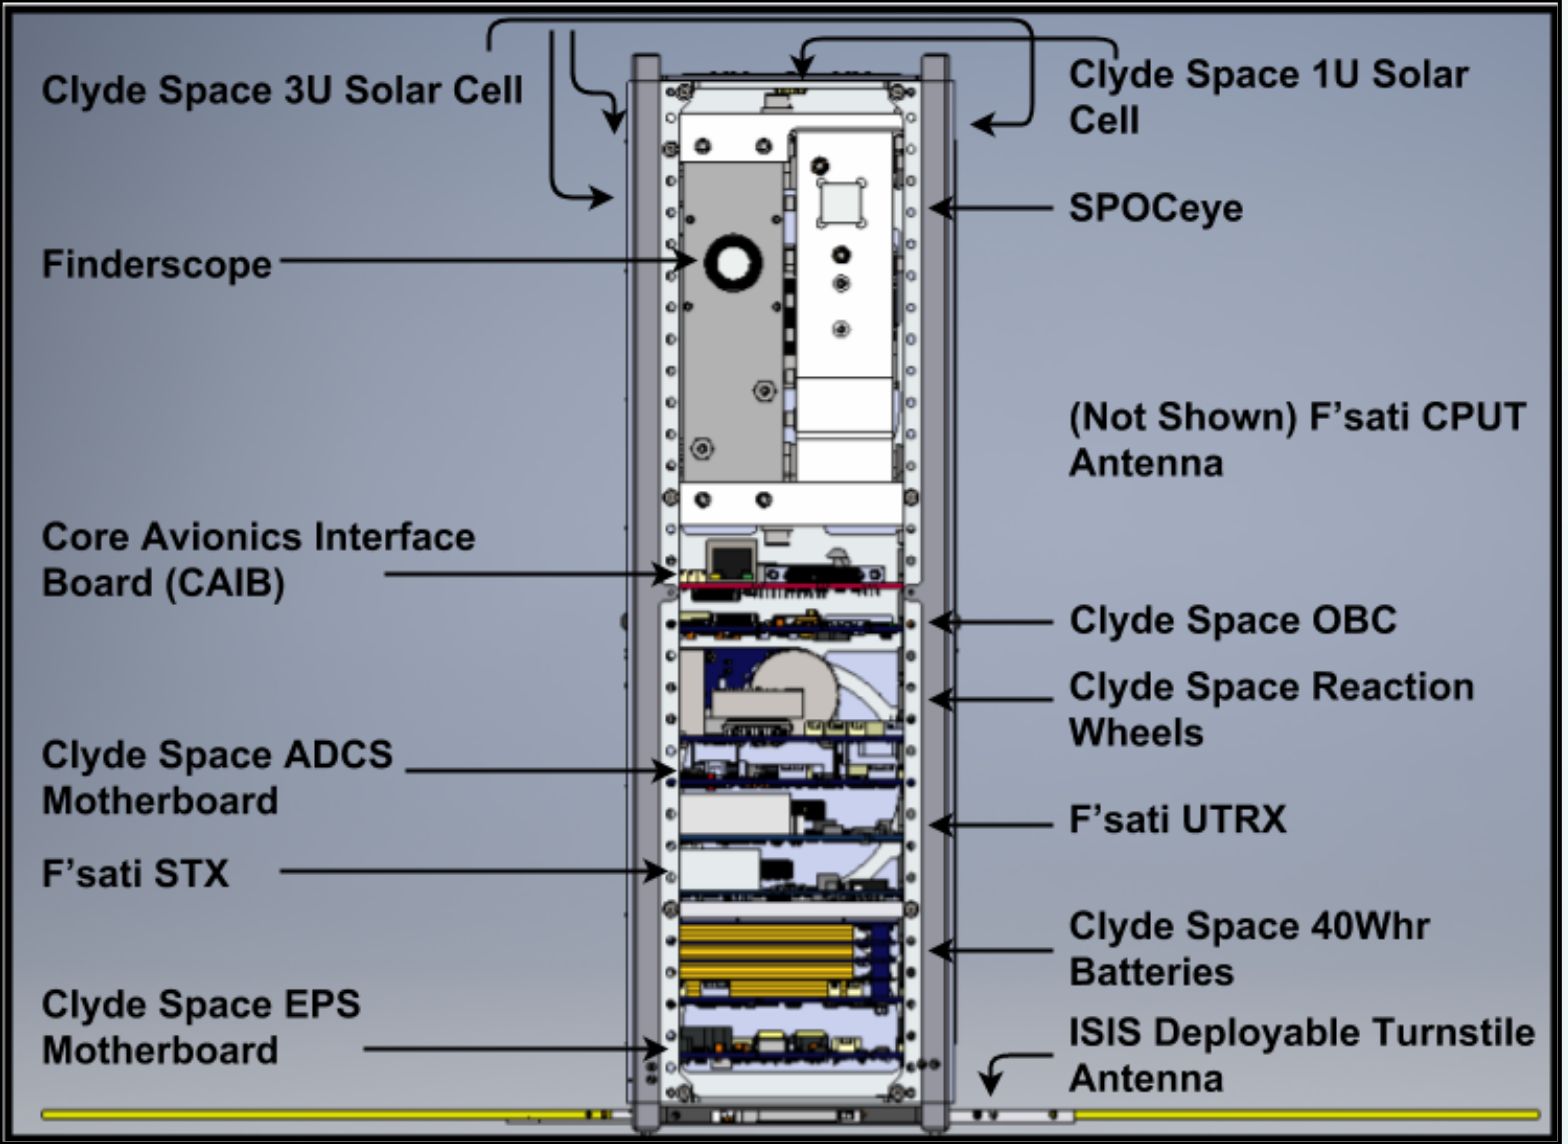 Clyde Space 3U Solar Cell
Clyde Space 1U Solar
Cell
SPOCeye
Finderscope
(Not Shown) F'sati CPUT
Antenna
Core Avionics Interface
Board (CAIB)
Clyde Space OBC
Clyde Space Reaction
Wheels
Clyde Space ADCS
Motherboard
F'sati UTRX
F'sati STX
Clyde Space 40Whr
Batteries
Clyde Space EPS
Motherboard
ISIS Deployable Turnstile
Antenna